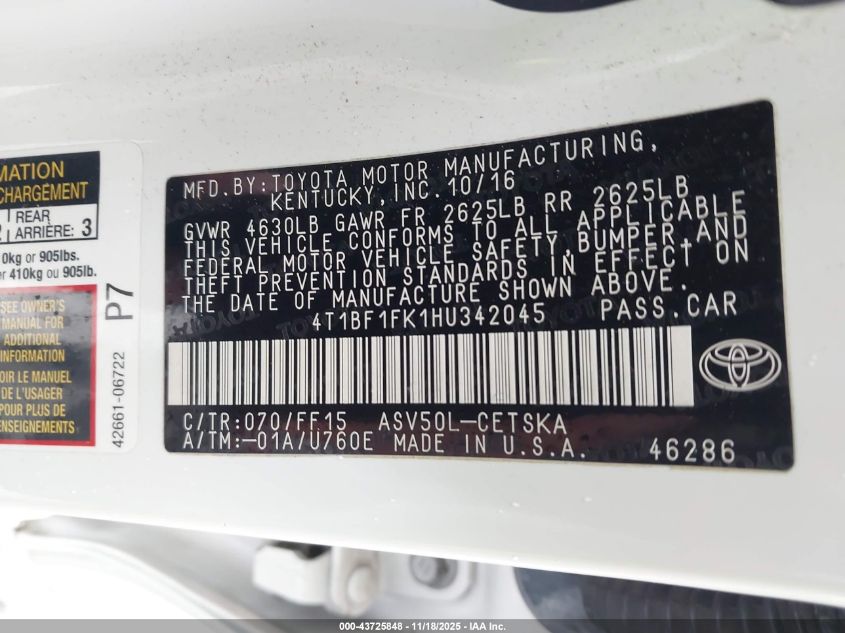 MATION
CHARGEMENT
REAR
ARRIÈRE: 3
0kg or 905lbs.
er 410kg ou 905lb.
SEE OWNER'S
MANUAL FOR
ADDITIONAL
INFORMATION
OIR LE MANUEL
DE L'USAGER
POUR PLUS DE
ENSEIGNEMENTS
P7
42661-06722
MFD.BY:TOYOTA MOTOR MANUFACTURING,
KENTUCKY,INC.10/16
GVWR 4630LB GAWR FR 2625LB RR 2625LB
THIS VEHICLE CONFORMS TO ALL APPLICABLE
FEDERAL MOTOR VEHICLE SAFETY,BUMPER,AND
THEFT PREVENTION STANDARDS IN EFFECT ON
THE DATE OF MANUFACTURE SHOWN ABOVE.
4T1BF1FK1HU342045 PASS.CAR
C/TR:070/FF15 ASV50L-CETSKA
A/TM:-01A/U760E MADE IN U.S.A. 46286
000-43725848 - 11/18/2025 - IAA Inc.